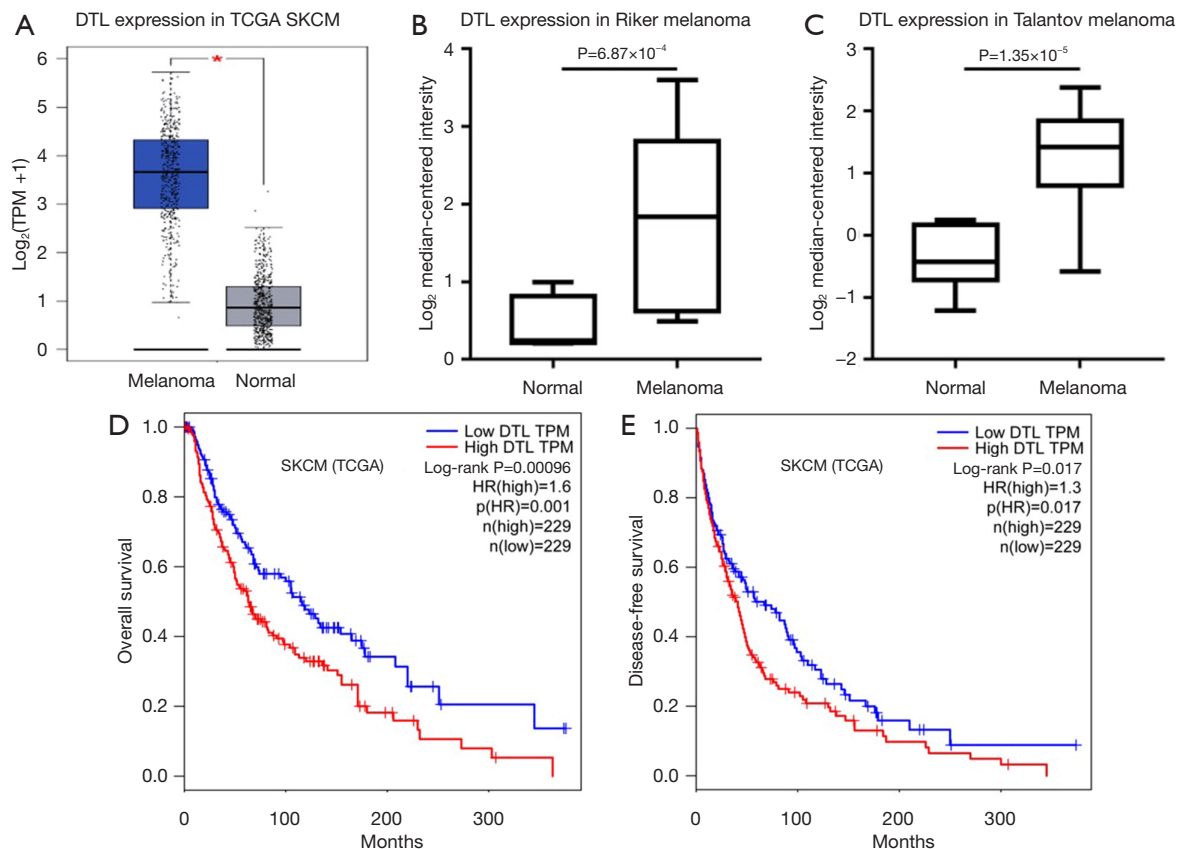 A
DTL expression in TCGA SKCM
Log2(TPM +1)
6
5
4
3
2
1
0
*
Melanoma
Normal
B
DTL expression in Riker melanoma
P=6.87×10⁻⁴
Log2 median-centered intensity
4
3
2
1
0
Normal
Melanoma
C
DTL expression in Talantov melanoma
P=1.35×10⁻⁵
Log2 median-centered intensity
3
2
1
0
−1
−2
Normal
Melanoma
D
Low DTL TPM
High DTL TPM
SKCM (TCGA)
Log-rank P=0.00096
HR(high)=1.6
p(HR)=0.001
n(high)=229
n(low)=229
Overall survival
1.0
0.8
0.6
0.4
0.2
0.0
0
100
200
300
Months
E
Low DTL TPM
High DTL TPM
SKCM (TCGA)
Log-rank P=0.017
HR(high)=1.3
p(HR)=0.017
n(high)=229
n(low)=229
Disease-free survival
1.0
0.8
0.6
0.4
0.2
0.0
0
100
200
300
Months